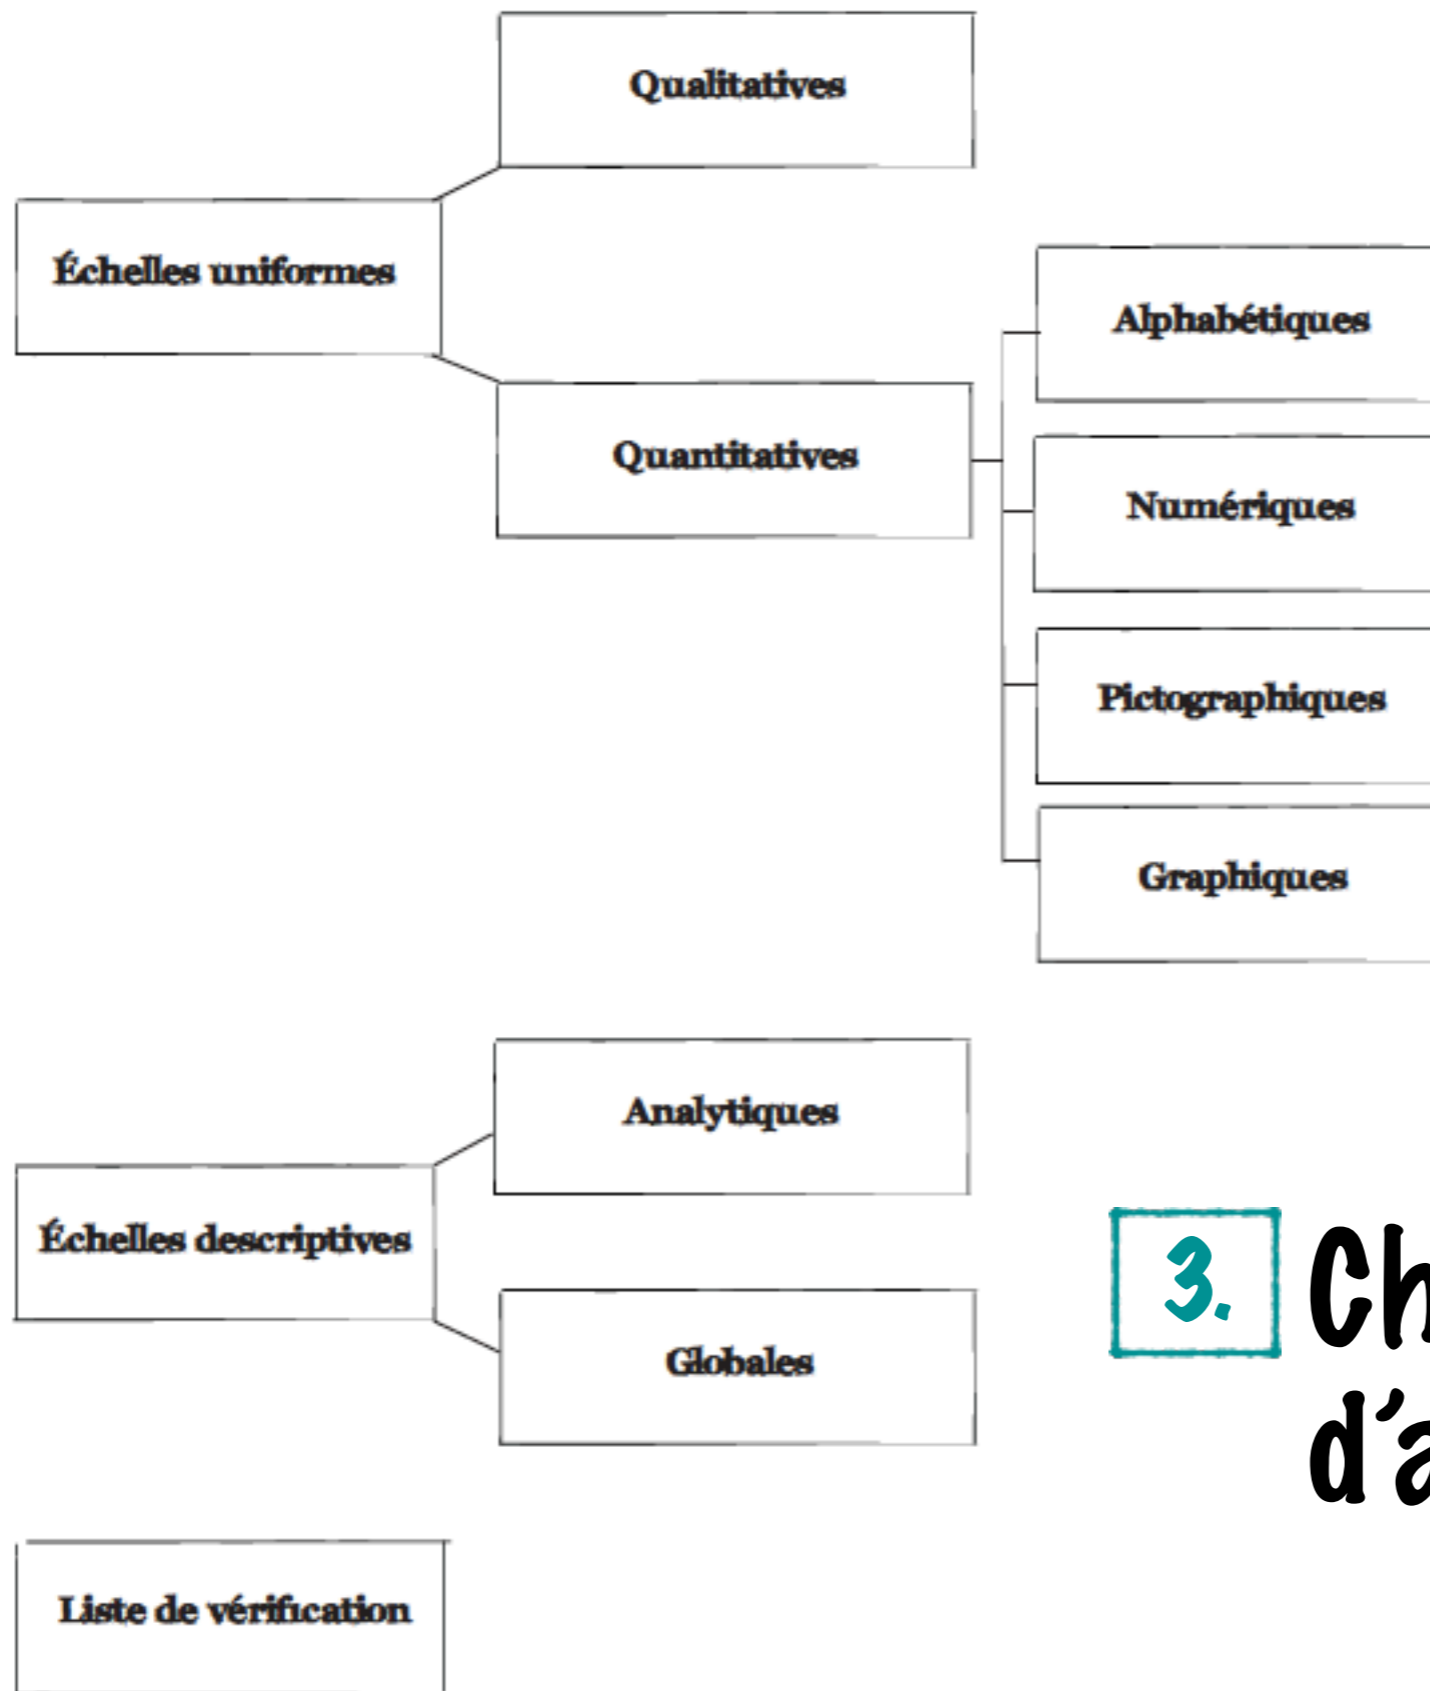 Qualitatives
Échelles uniformes
Alphabétiques
Quantitatives
Numériques
Pictographiques
Graphiques
Analytiques
Échelles descriptives
Globales
3.
Liste de vérification